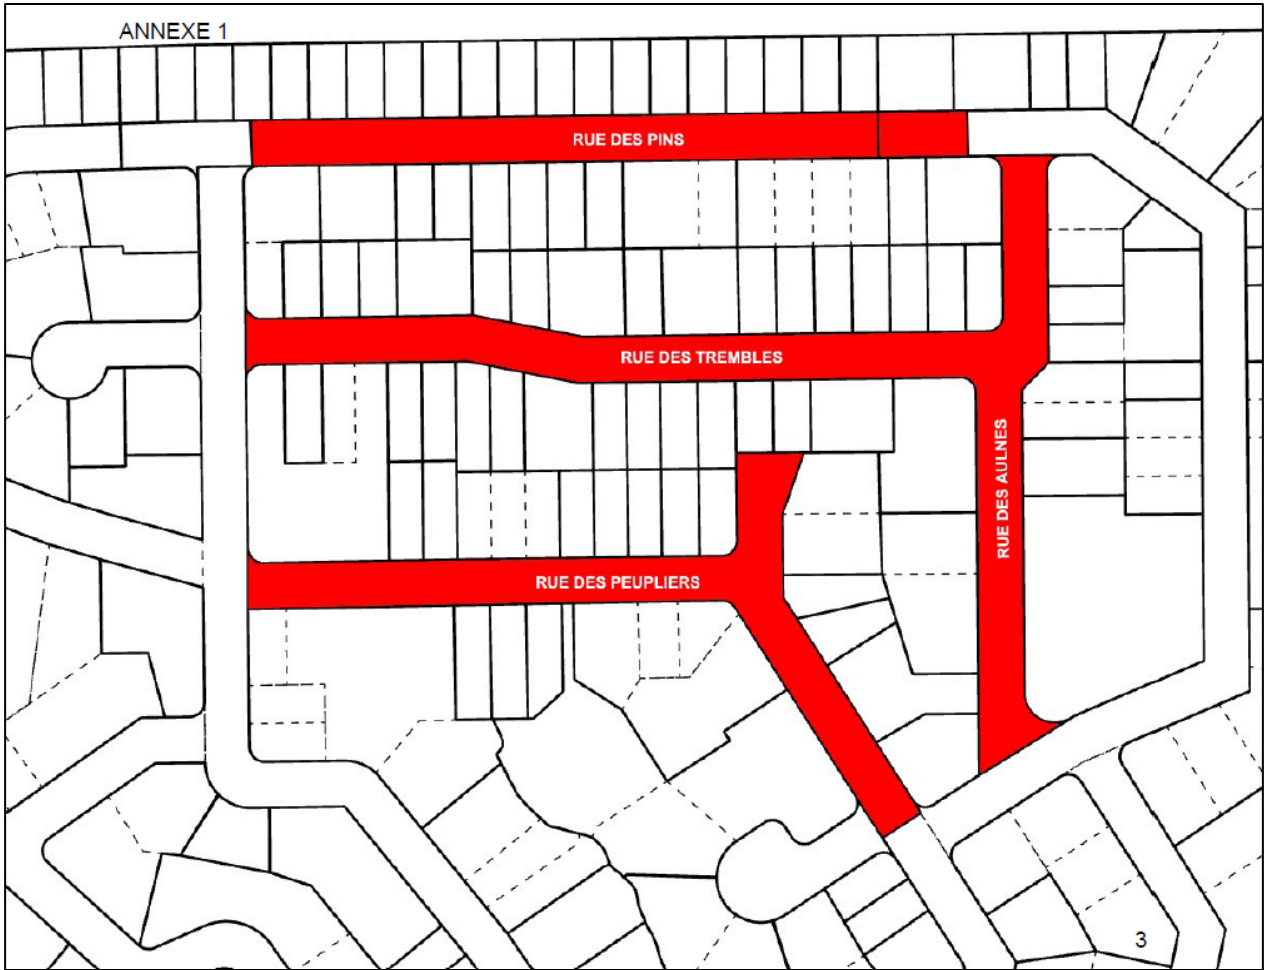 ANNEXE 1
RUE DES PINS
RUE DES TREMBLES
RUE DES AULNES
RUE DES PEUPLIERS
3